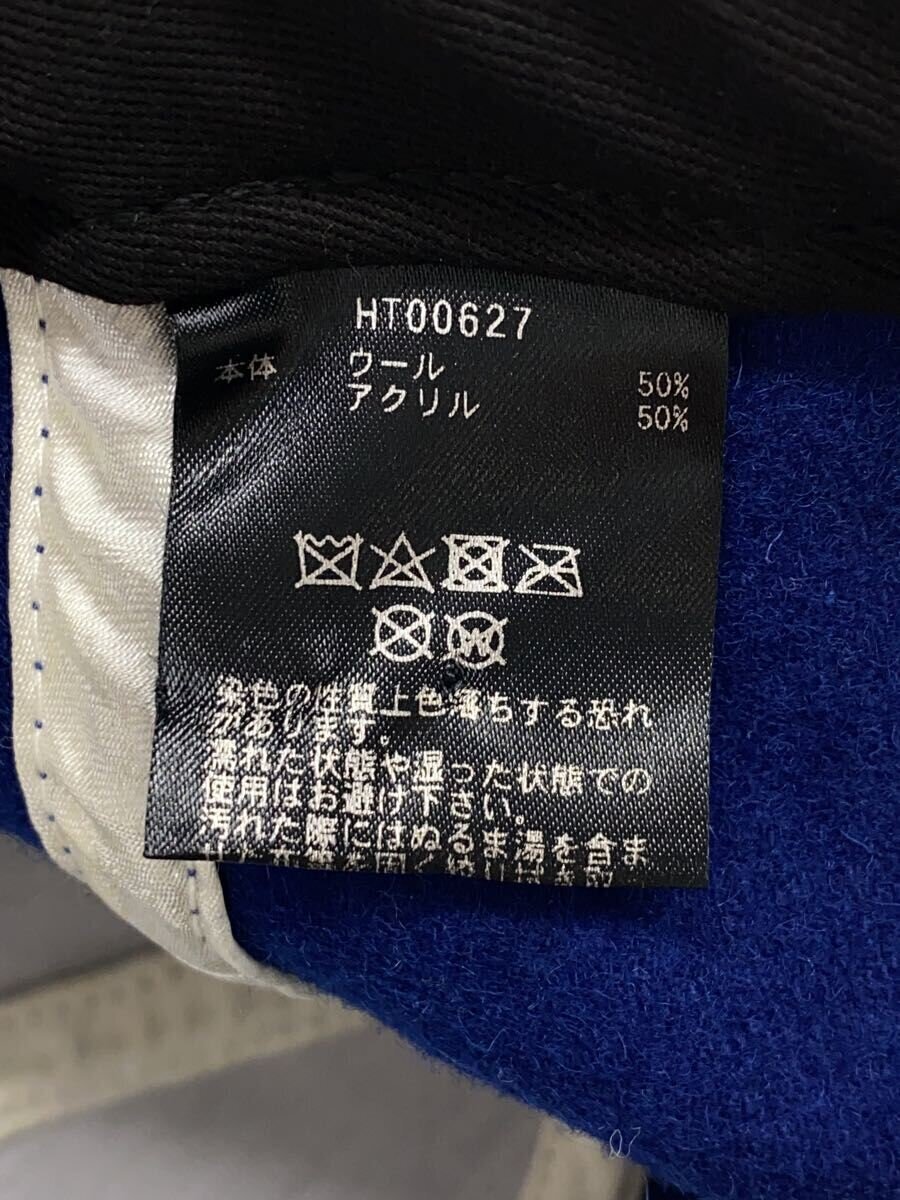 HT00627
本体 ワール 50%
アクリル 50%
W
染色の性質上色落ちする恐れ
があります。
濡れた状態や湿った状態での
使用はお避け下さい。
汚れた際にはぬるま湯を含ま